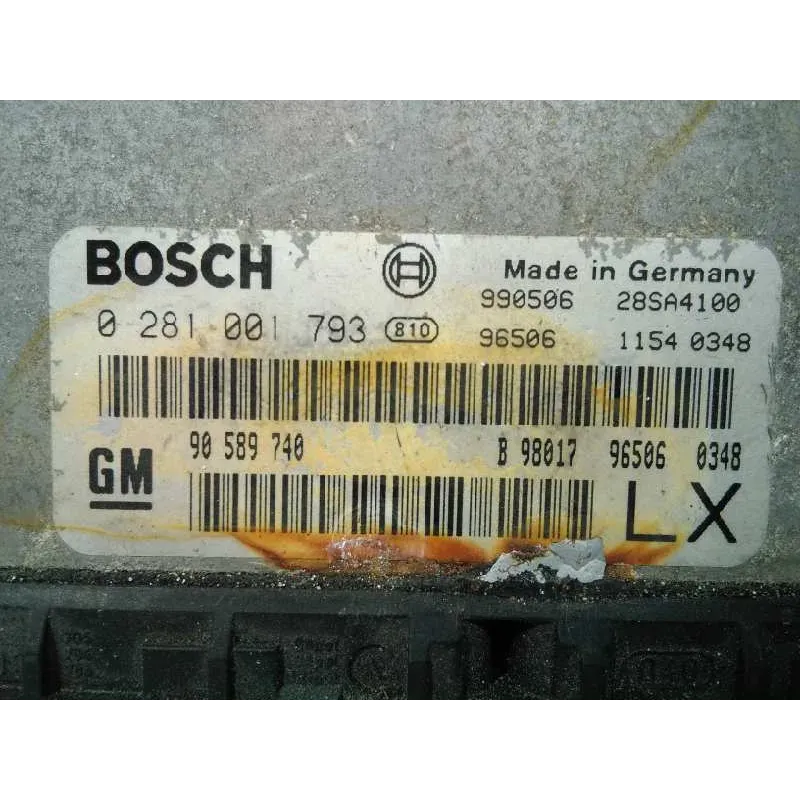 BOSCH
Made in Germany
990506 28SA4100
0 281 001 793 810 96506 1154 0348
GM 90 589 740 B 98017 96506 0348
LX